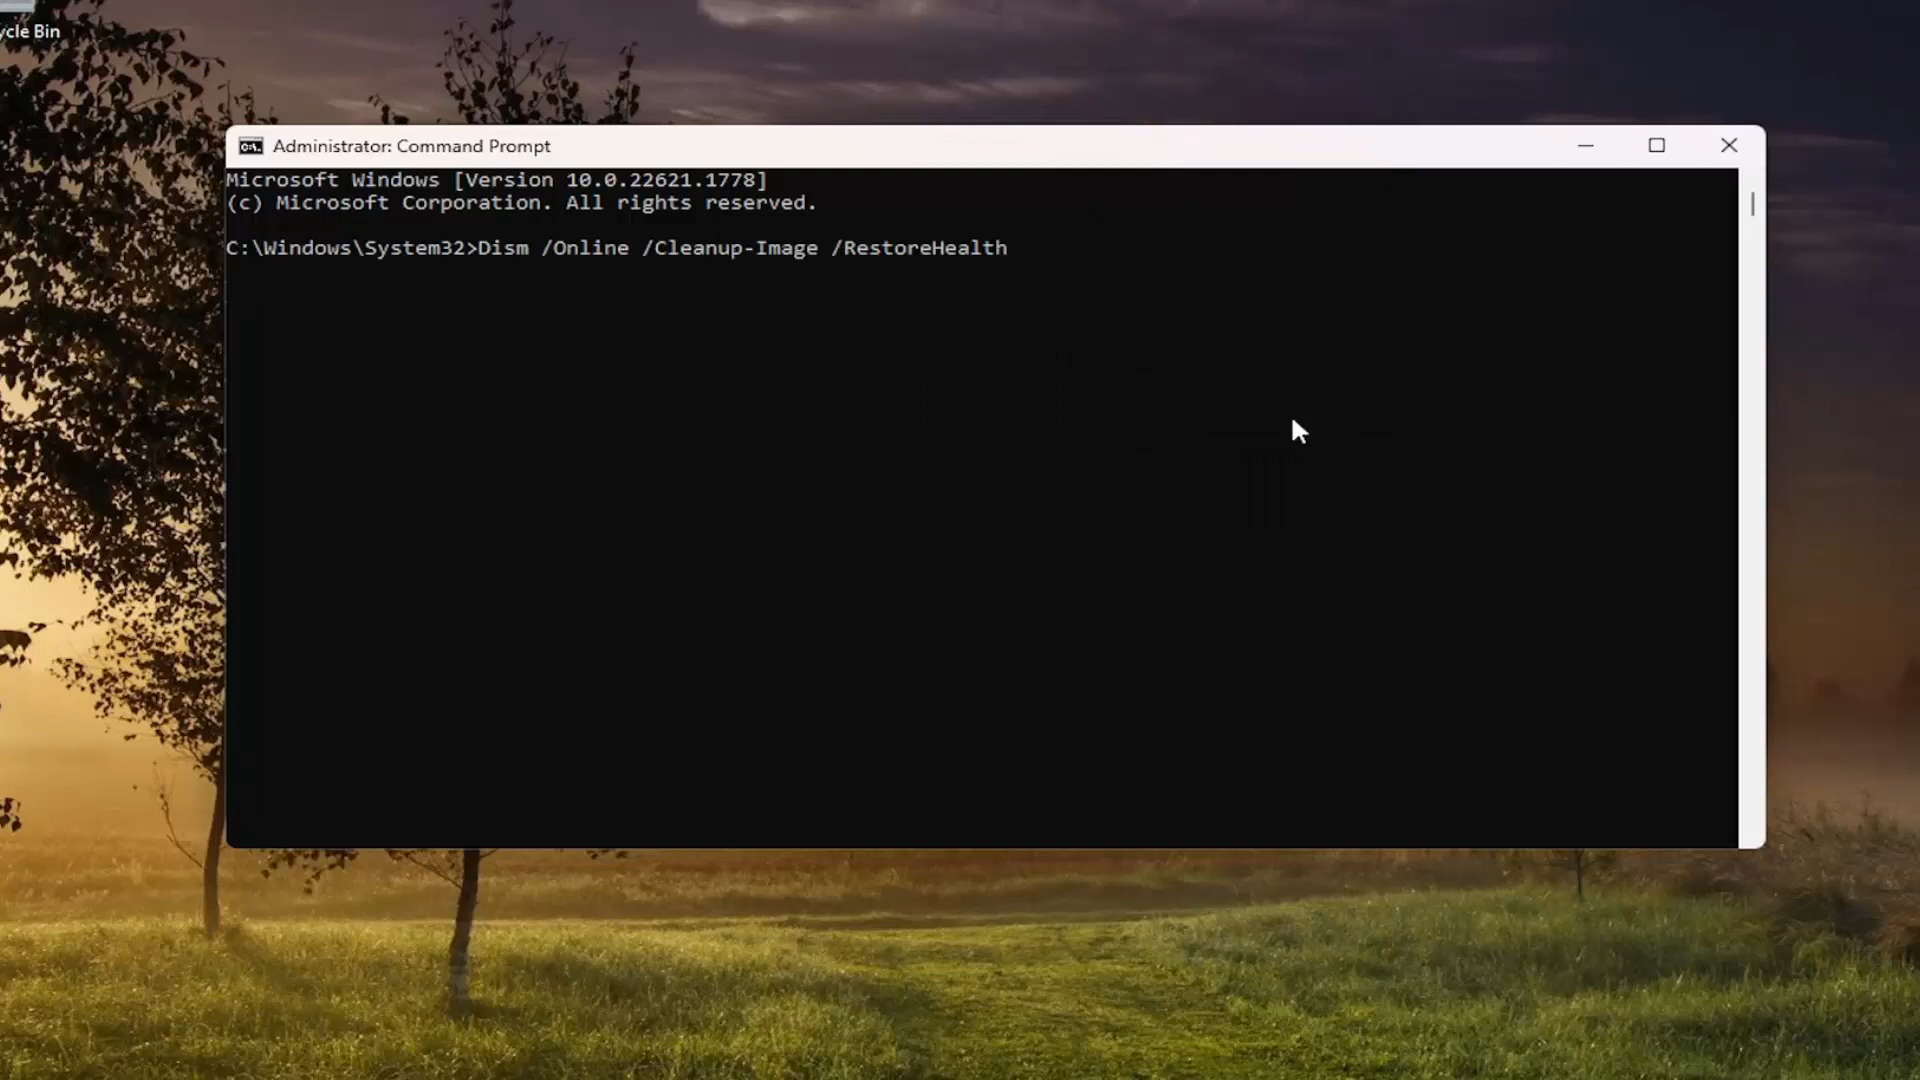 ycle Bin
Administrator: Command Prompt
Microsoft Windows [Version 10.0.22621.1778]
(c) Microsoft Corporation. All rights reserved.
C:\Windows\System32>Dism /Online /Cleanup-Image /RestoreHealth